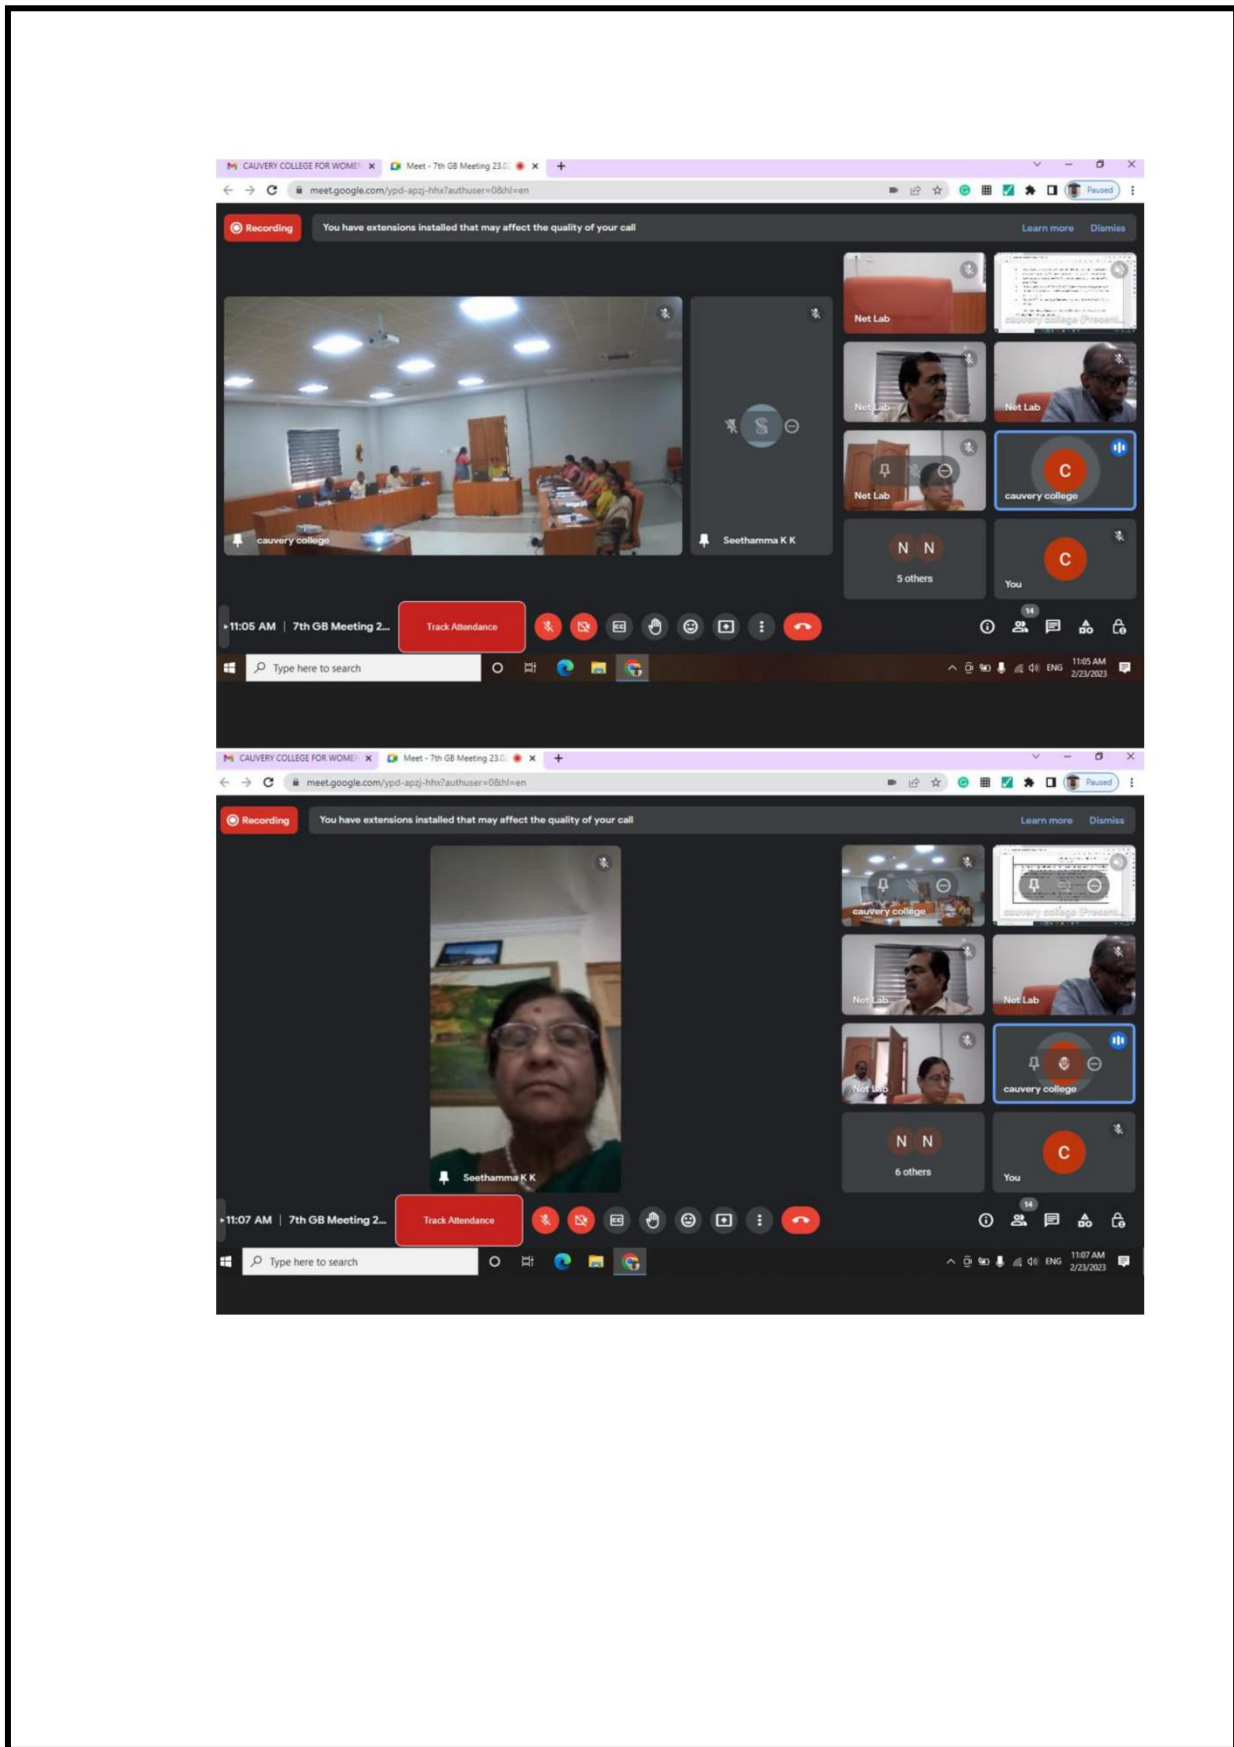 CAUVERY COLLEGE FOR WOME
Meet - 7th GB Meeting 23.0
meet.google.com/ypd-apzj-hhx?authuser=0&hl=en
Paused
Recording
You have extensions installed that may affect the quality of your call
Learn more
Dismiss
cauvery college
Seethamma K K
Net Lab
cauvery college (Present...
Net Lab
Net Lab
Net Lab
C
cauvery college
N N
5 others
C
You
11:05 AM | 7th GB Meeting 2...
Track Attendance
14
Type here to search
ENG
11:05 AM
2/23/2023
CAUVERY COLLEGE FOR WOME
Meet - 7th GB Meeting 23.0
meet.google.com/ypd-apzj-hhx?authuser=0&hl=en
Paused
Recording
You have extensions installed that may affect the quality of your call
Learn more
Dismiss
Seethamma K K
cauvery college
cauvery college (Present...
Net Lab
Net Lab
Net Lab
cauvery college
N N
6 others
C
You
11:07 AM | 7th GB Meeting 2...
Track Attendance
14
Type here to search
ENG
11:07 AM
2/23/2023